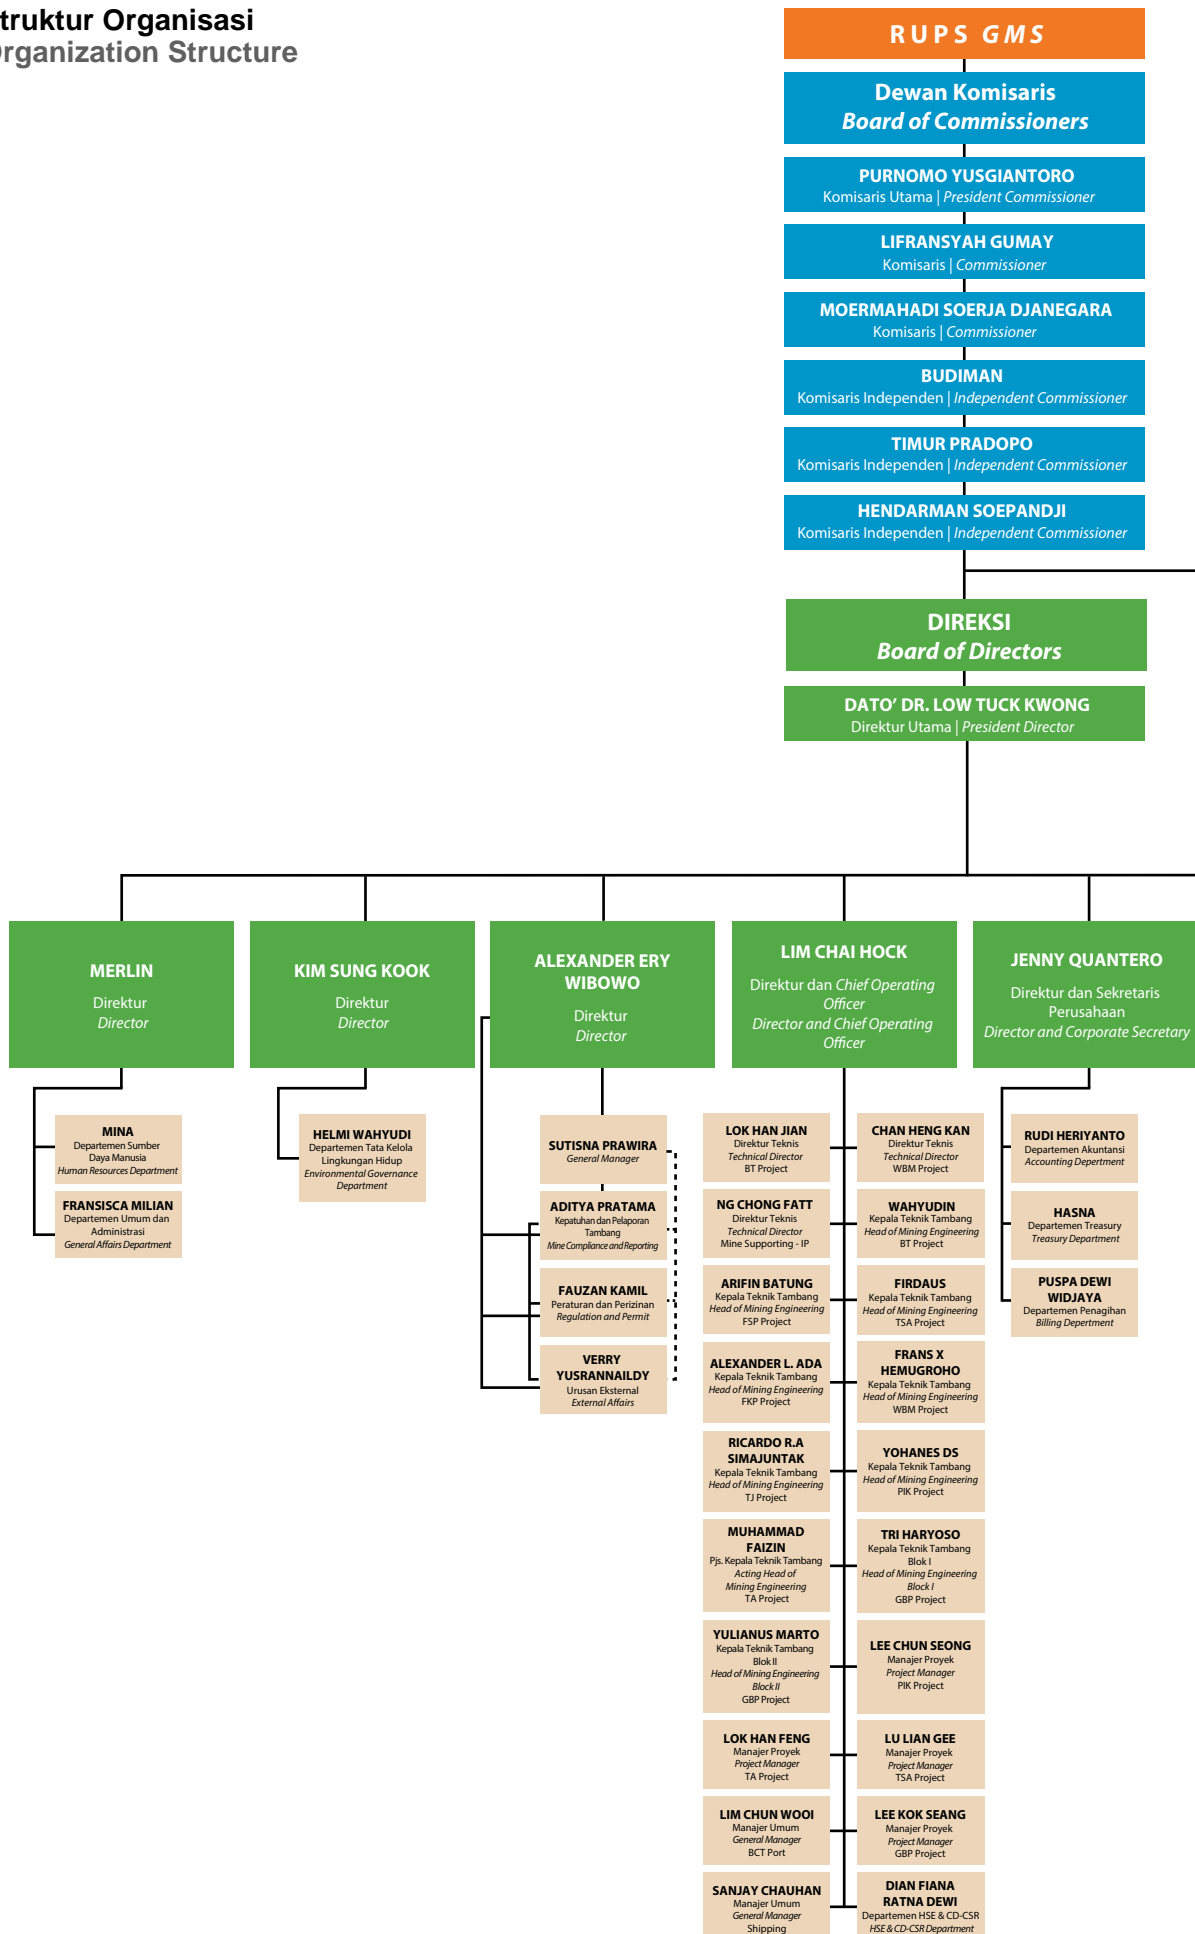 truktur Organisasi
rganization Structure
RUPS GMS
Dewan Komisaris
Board of Commissioners
PURNOMO YUSGIANTORO
Komisaris Utama | President Commissioner
LIFRANSYAH GUMAY
Komisaris | Commissioner
MOERMAHADI SOERJA DJANEGARA
Komisaris | Commissioner
BUDIMAN
Komisaris Independen | Independent Commissioner
TIMUR PRADOPO
Komisaris Independen | Independent Commissioner
HENDARMAN SOEPANDJI
Komisaris Independen | Independent Commissioner
DIREKSI
Board of Directors
DATO’ DR. LOW TUCK KWONG
Direktur Utama | President Director
MERLIN
Direktur
Director
KIM SUNG KOOK
Direktur
Director
ALEXANDER ERY
WIBOWO
Direktur
Director
LIM CHAI HOCK
Direktur dan Chief Operating
Officer
Director and Chief Operating
Officer
JENNY QUANTERO
Direktur dan Sekretaris
Perusahaan
Director and Corporate Secretary
MINA
Departemen Sumber
Daya Manusia
Human Resources Department
FRANSISCA MILIAN
Departemen Umum dan
Administrasi
General Affairs Department
HELMI WAHYUDI
Departemen Tata Kelola
Lingkungan Hidup
Environmental Governance
Department
SUTISNA PRAWIRA
General Manager
ADITYA PRATAMA
Kepatuhan dan Pelaporan
Tambang
Mine Compliance and Reporting
FAUZAN KAMIL
Peraturan dan Perizinan
Regulation and Permit
VERRY
YUSRANNAILDY
Urusan Eksternal
External Affairs
LOK HAN JIAN
Direktur Teknis
Technical Director
BT Project
CHAN HENG KAN
Direktur Teknis
Technical Director
WBM Project
NG CHONG FATT
Direktur Teknis
Technical Director
Mine Supporting - IP
WAHYUDIN
Kepala Teknik Tambang
Head of Mining Engineering
BT Project
ARIFIN BATUNG
Kepala Teknik Tambang
Head of Mining Engineering
FSP Project
FIRDAUS
Kepala Teknik Tambang
Head of Mining Engineering
TSA Project
ALEXANDER L. ADA
Kepala Teknik Tambang
Head of Mining Engineering
FKP Project
FRANS X
HEMUGROHO
Kepala Teknik Tambang
Head of Mining Engineering
WBM Project
RICARDO R.A
SIMAJUNTAK
Kepala Teknik Tambang
Head of Mining Engineering
TJ Project
YOHANES DS
Kepala Teknik Tambang
Head of Mining Engineering
PIK Project
MUHAMMAD
FAIZIN
Pjs. Kepala Teknik Tambang
Acting Head of
Mining Engineering
TA Project
TRI HARYOSO
Kepala Teknik Tambang
Blok I
Head of Mining Engineering
Block I
GBP Project
YULIANUS MARTO
Kepala Teknik Tambang
Blok II
Head of Mining Engineering
Block II
GBP Project
LEE CHUN SEONG
Manajer Proyek
Project Manager
PIK Project
LOK HAN FENG
Manajer Proyek
Project Manager
TA Project
LU LIAN GEE
Manajer Proyek
Project Manager
TSA Project
LIM CHUN WOOI
Manajer Umum
General Manager
BCT Port
LEE KOK SEANG
Manajer Proyek
Project Manager
GBP Project
SANJAY CHAUHAN
Manajer Umum
General Manager
Shipping
DIAN FIANA
RATNA DEWI
Departemen HSE & CD-CSR
HSE & CD-CSR Department
RUDI HERIYANTO
Departemen Akuntansi
Accounting Depertment
HASNA
Departemen Treasury
Treasury Department
PUSPA DEWI
WIDJAYA
Departemen Penagihan
Billing Depertment